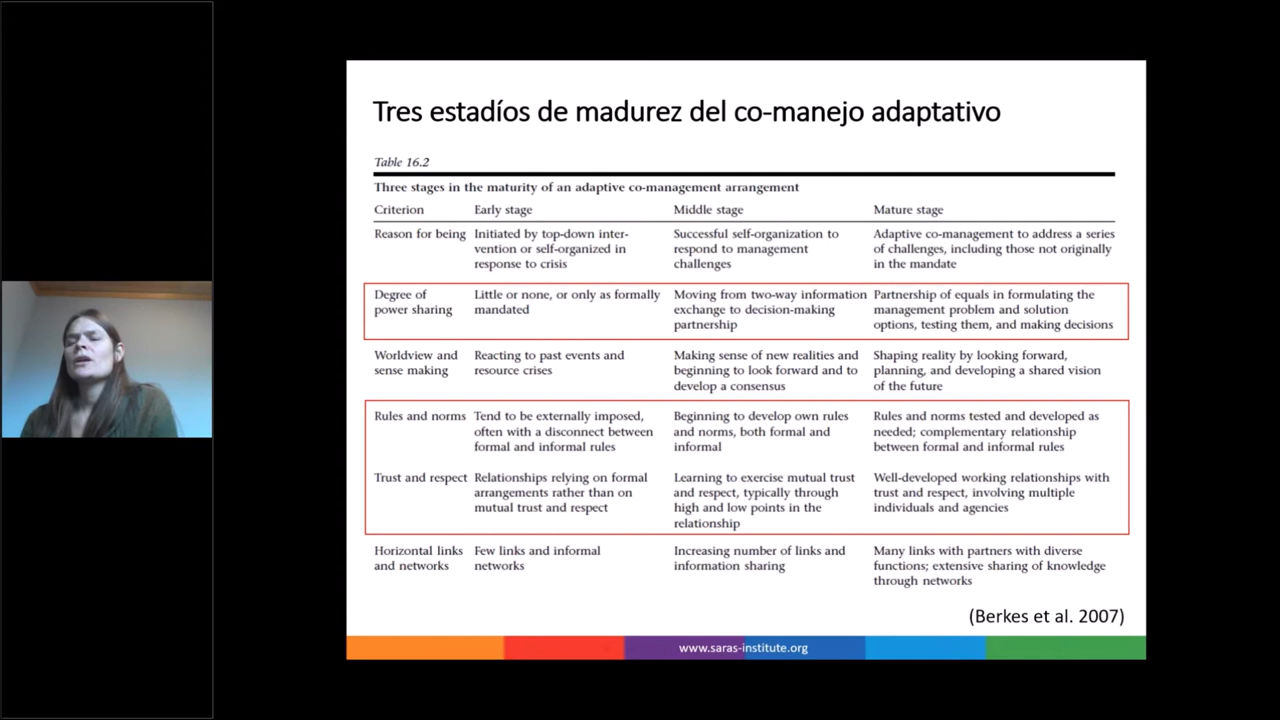 Tres estadíos de madurez del co-manejo adaptativo
Table 16.2
Three stages in the maturity of an adaptive co-management arrangement
Criterion Early stage Middle stage Mature stage
Reason for being Initiated by top-down inter- Successful self-organization to Adaptive co-management to address a series
vention or self-organized in respond to management of challenges, including those not originally
response to crisis challenges in the mandate
Degree of Little or none, or only as formally Moving from two-way information Partnership of equals in formulating the
power sharing mandated exchange to decision-making management problem and solution
partnership options, testing them, and making decisions
Worldview and Reacting to past events and Making sense of new realities and Shaping reality by looking forward,
sense making resource crises beginning to look forward and to planning, and developing a shared vision
develop a consensus of the future
Rules and norms Tend to be externally imposed, Beginning to develop own rules Rules and norms tested and developed as
often with a disconnect between and norms, both formal and needed; complementary relationship
formal and informal rules informal between formal and informal rules
Trust and respect Relationships relying on formal Learning to exercise mutual trust Well-developed working relationships with
arrangements rather than on and respect, typically through trust and respect, involving multiple
mutual trust and respect high and low points in the individuals and agencies
relationship
Horizontal links Few links and informal Increasing number of links and Many links with partners with diverse
and networks networks information sharing functions; extensive sharing of knowledge
through networks
(Berkes et al. 2007)
www.saras-institute.org